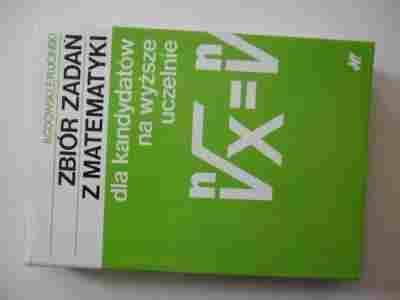 ZBIÓR ZADAŃ
Z MATEMATYKI
dla kandydatów
na wyższe
uczelnie
ⁿ√x=ⁿ√